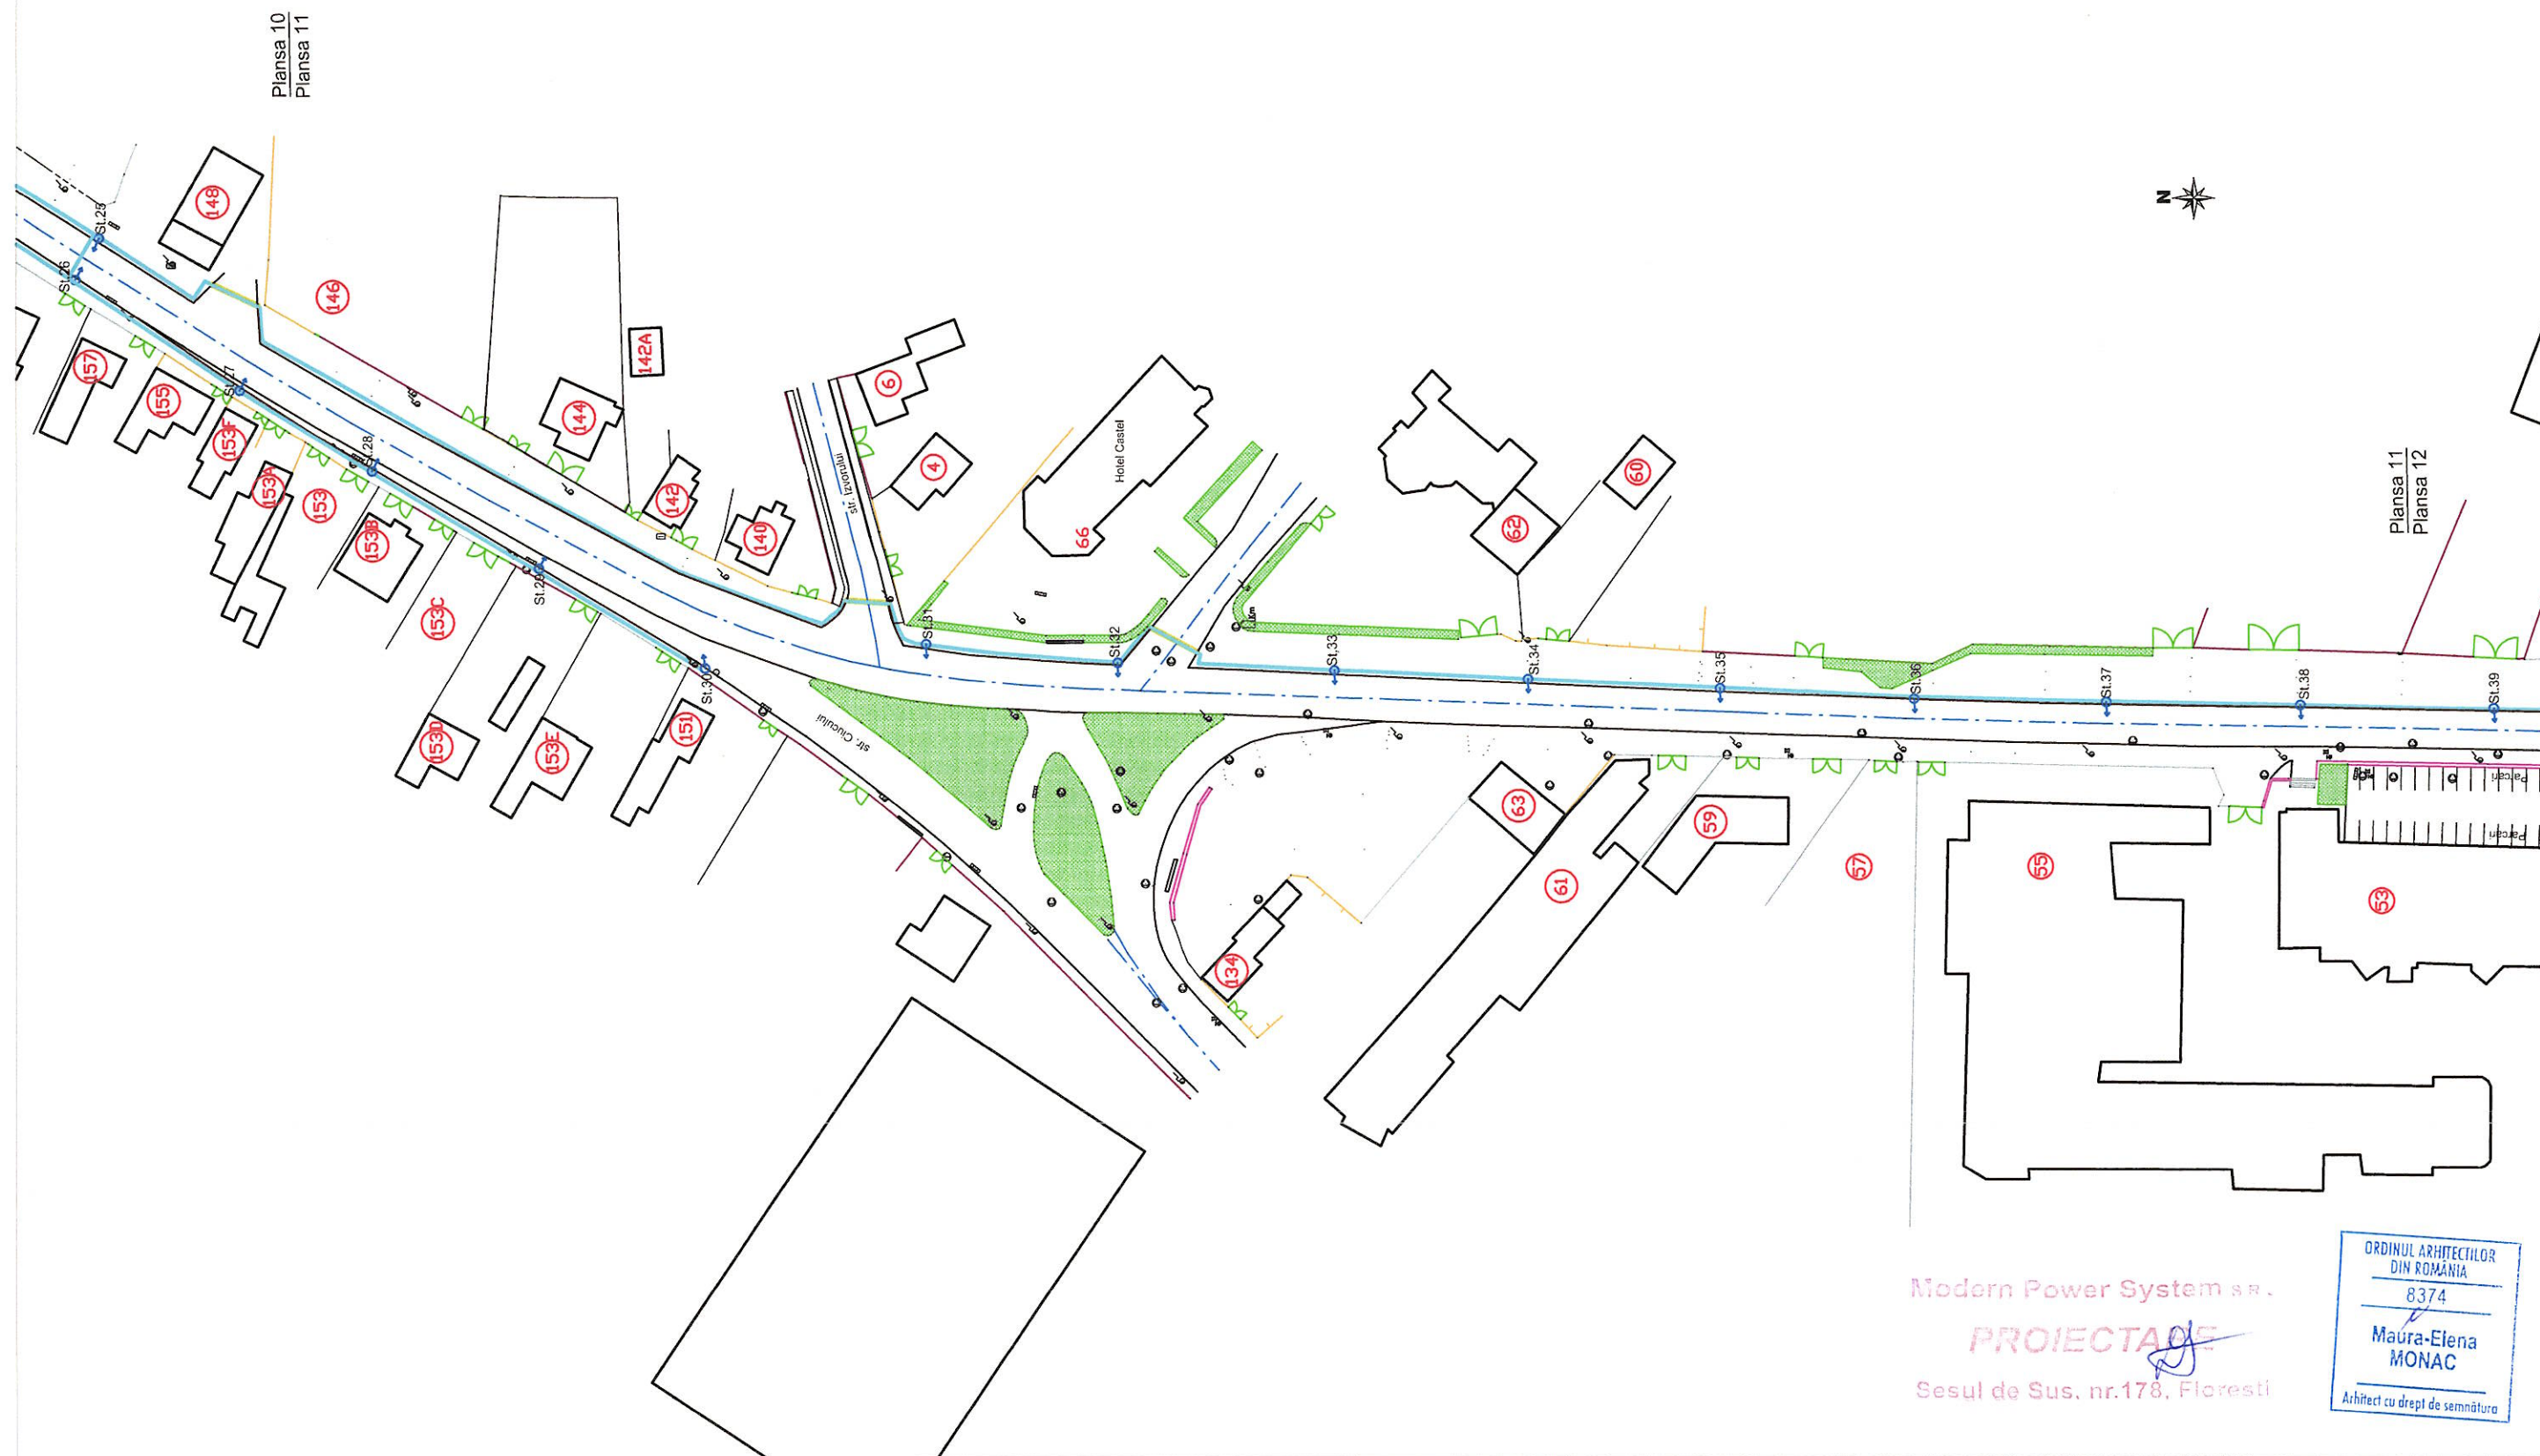 Plansa 10
Plansa 11
148
St.25
St.26
146
157
155
153F
St.27
153A
153
St.28
153B
144
142A
142
140
str. Izvorului
6
4
Hotel Castel
66
60
62
Plansa 11
Plansa 12
N
153C
St.29
St.30
St.31
St.32
St.33
St.34
St.35
St.36
St.37
St.38
St.39
153D
153E
151
str. Ciucului
63
61
59
57
55
53
134
Parcari
Parcari
Modern Power System
PROIECTARE
Sesul de Sus, nr.178, Floresti
ORDINUL ARHITECTILOR
DIN ROMÂNIA
8374
Maura-Elena
MONAC
Arhitect cu drept de semnătura